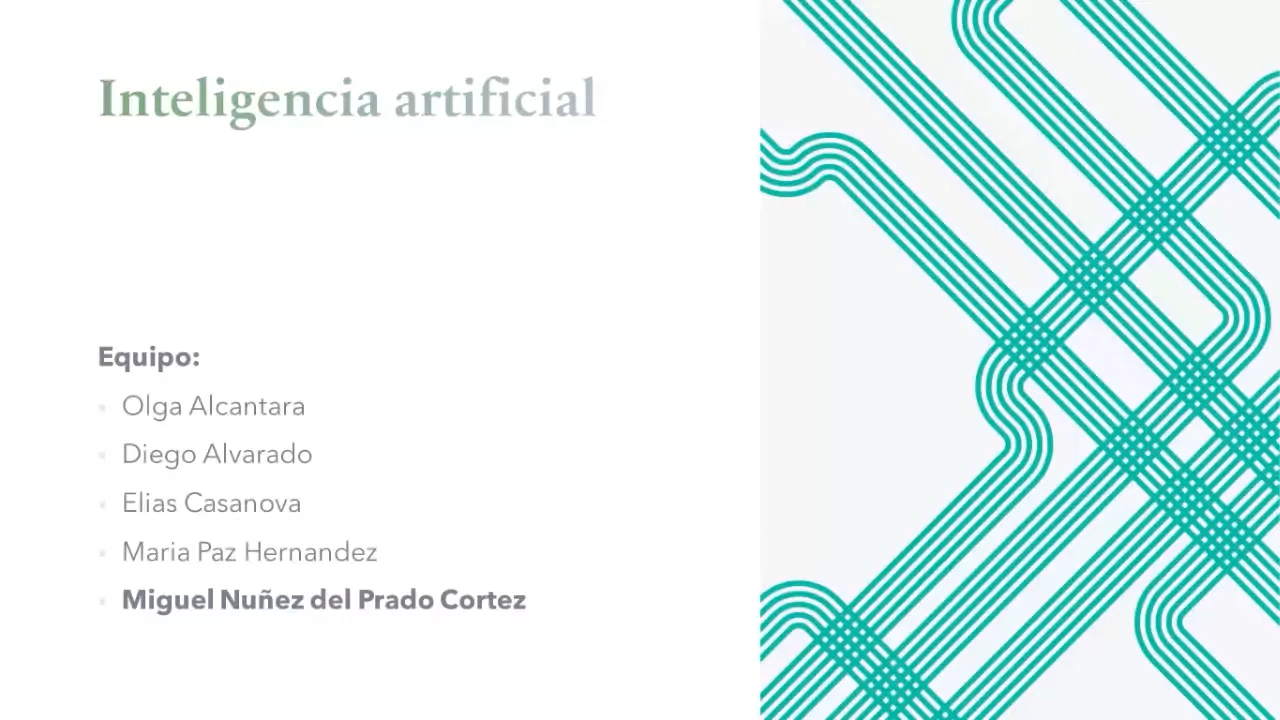 Inteligencia artificial
Equipo:
Olga Alcantara
Diego Alvarado
Elias Casanova
Maria Paz Hernandez
Miguel Nuñez del Prado Cortez